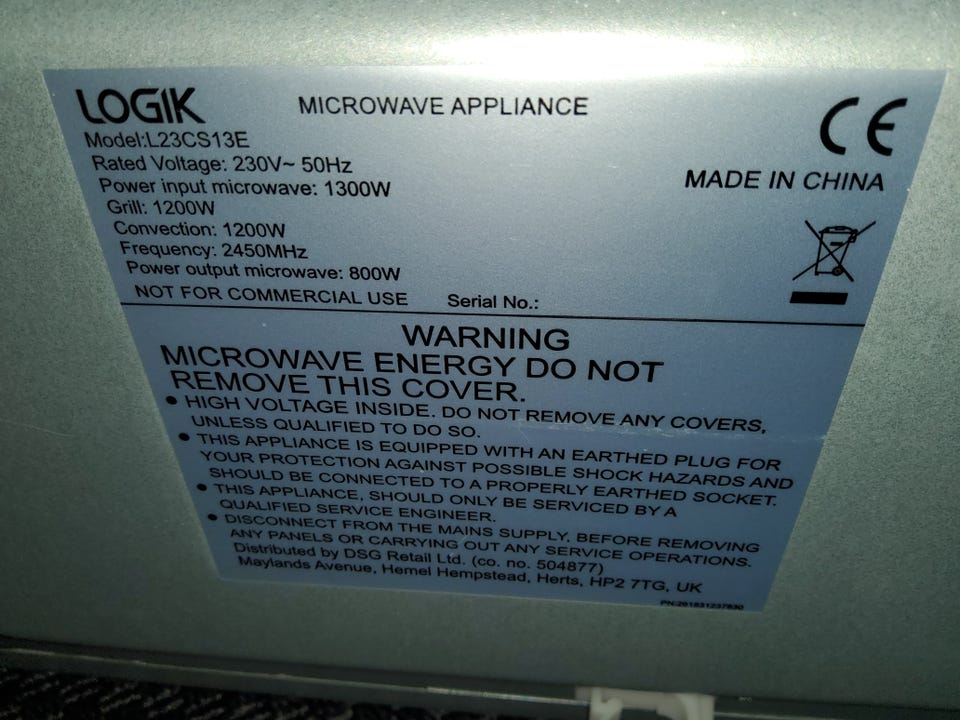 LOGIK MICROWAVE APPLIANCE CE
Model:L23CS13E
Rated Voltage: 230V~ 50Hz
Power input microwave: 1300W
MADE IN CHINA
Grill: 1200W
Convection: 1200W
Frequency: 2450MHz
Power output microwave: 800W
NOT FOR COMMERCIAL USE Serial No.:
WARNING
MICROWAVE ENERGY DO NOT
REMOVE THIS COVER.
• HIGH VOLTAGE INSIDE. DO NOT REMOVE ANY COVERS,
UNLESS QUALIFIED TO DO SO.
• THIS APPLIANCE IS EQUIPPED WITH AN EARTHED PLUG FOR
YOUR PROTECTION AGAINST POSSIBLE SHOCK HAZARDS AND
SHOULD BE CONNECTED TO A PROPERLY EARTHED SOCKET.
• THIS APPLIANCE, SHOULD ONLY BE SERVICED BY A
QUALIFIED SERVICE ENGINEER.
• DISCONNECT FROM THE MAINS SUPPLY, BEFORE REMOVING
ANY PANELS OR CARRYING OUT ANY SERVICE OPERATIONS.
Distributed by DSG Retail Ltd. (co. no. 504877)
Maylands Avenue, Hemel Hempstead, Herts, HP2 7TG, UK